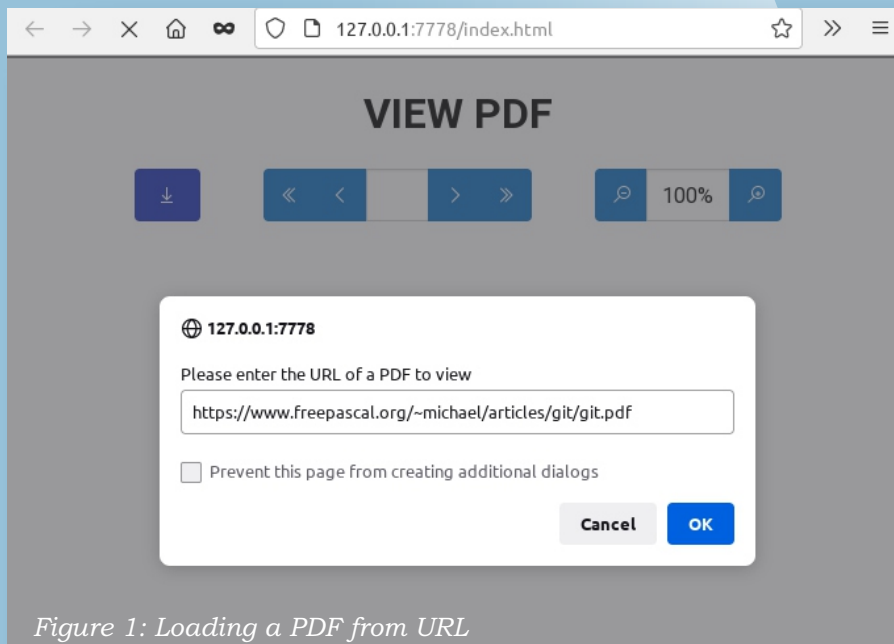 127.0.0.1:7778/index.html
VIEW PDF
100%
127.0.0.1:7778
Please enter the URL of a PDF to view
https://www.freepascal.org/~michael/articles/git/git.pdf
Prevent this page from creating additional dialogs
Cancel OK
Figure 1: Loading a PDF from URL